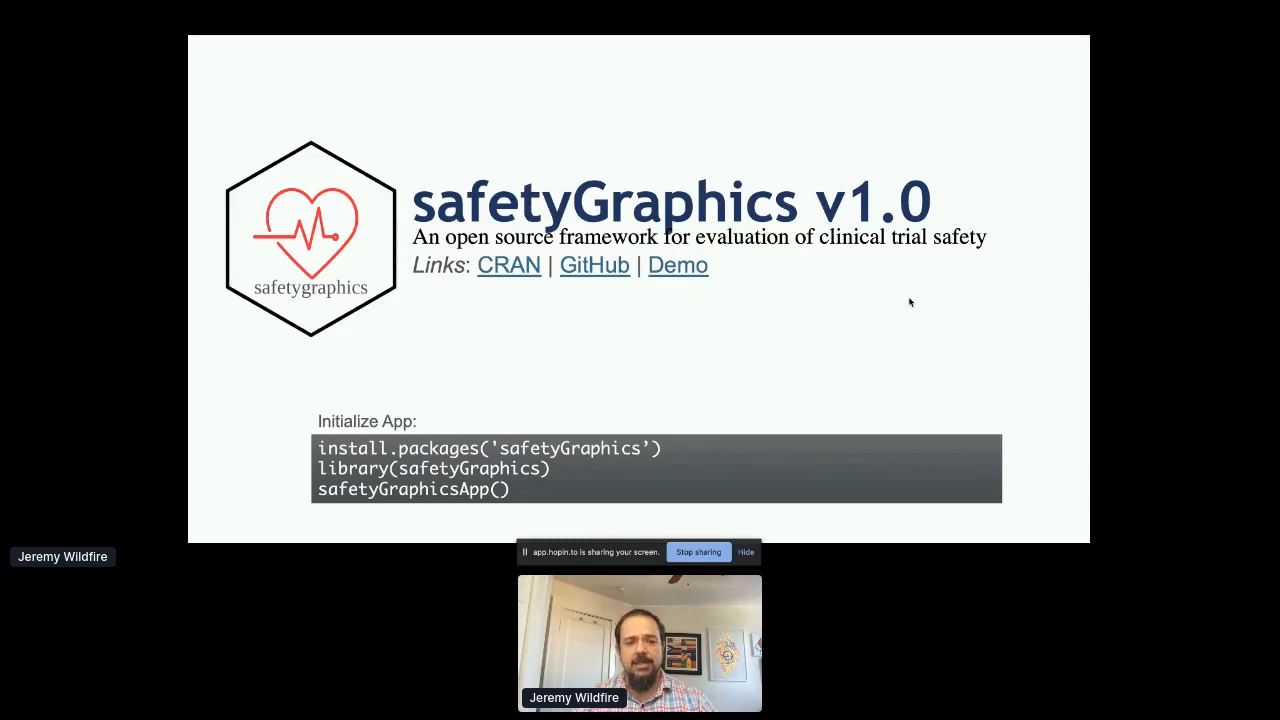 safetyGraphics v1.0
An open source framework for evaluation of clinical trial safety
Links: CRAN | GitHub | Demo
safetygraphics
Initialize App:
install.packages('safetyGraphics’)
library(safetyGraphics)
safetyGraphicsApp()
Jeremy Wildfire
app.hopin.to is sharing your screen. Stop sharing Hide
Jeremy Wildfire